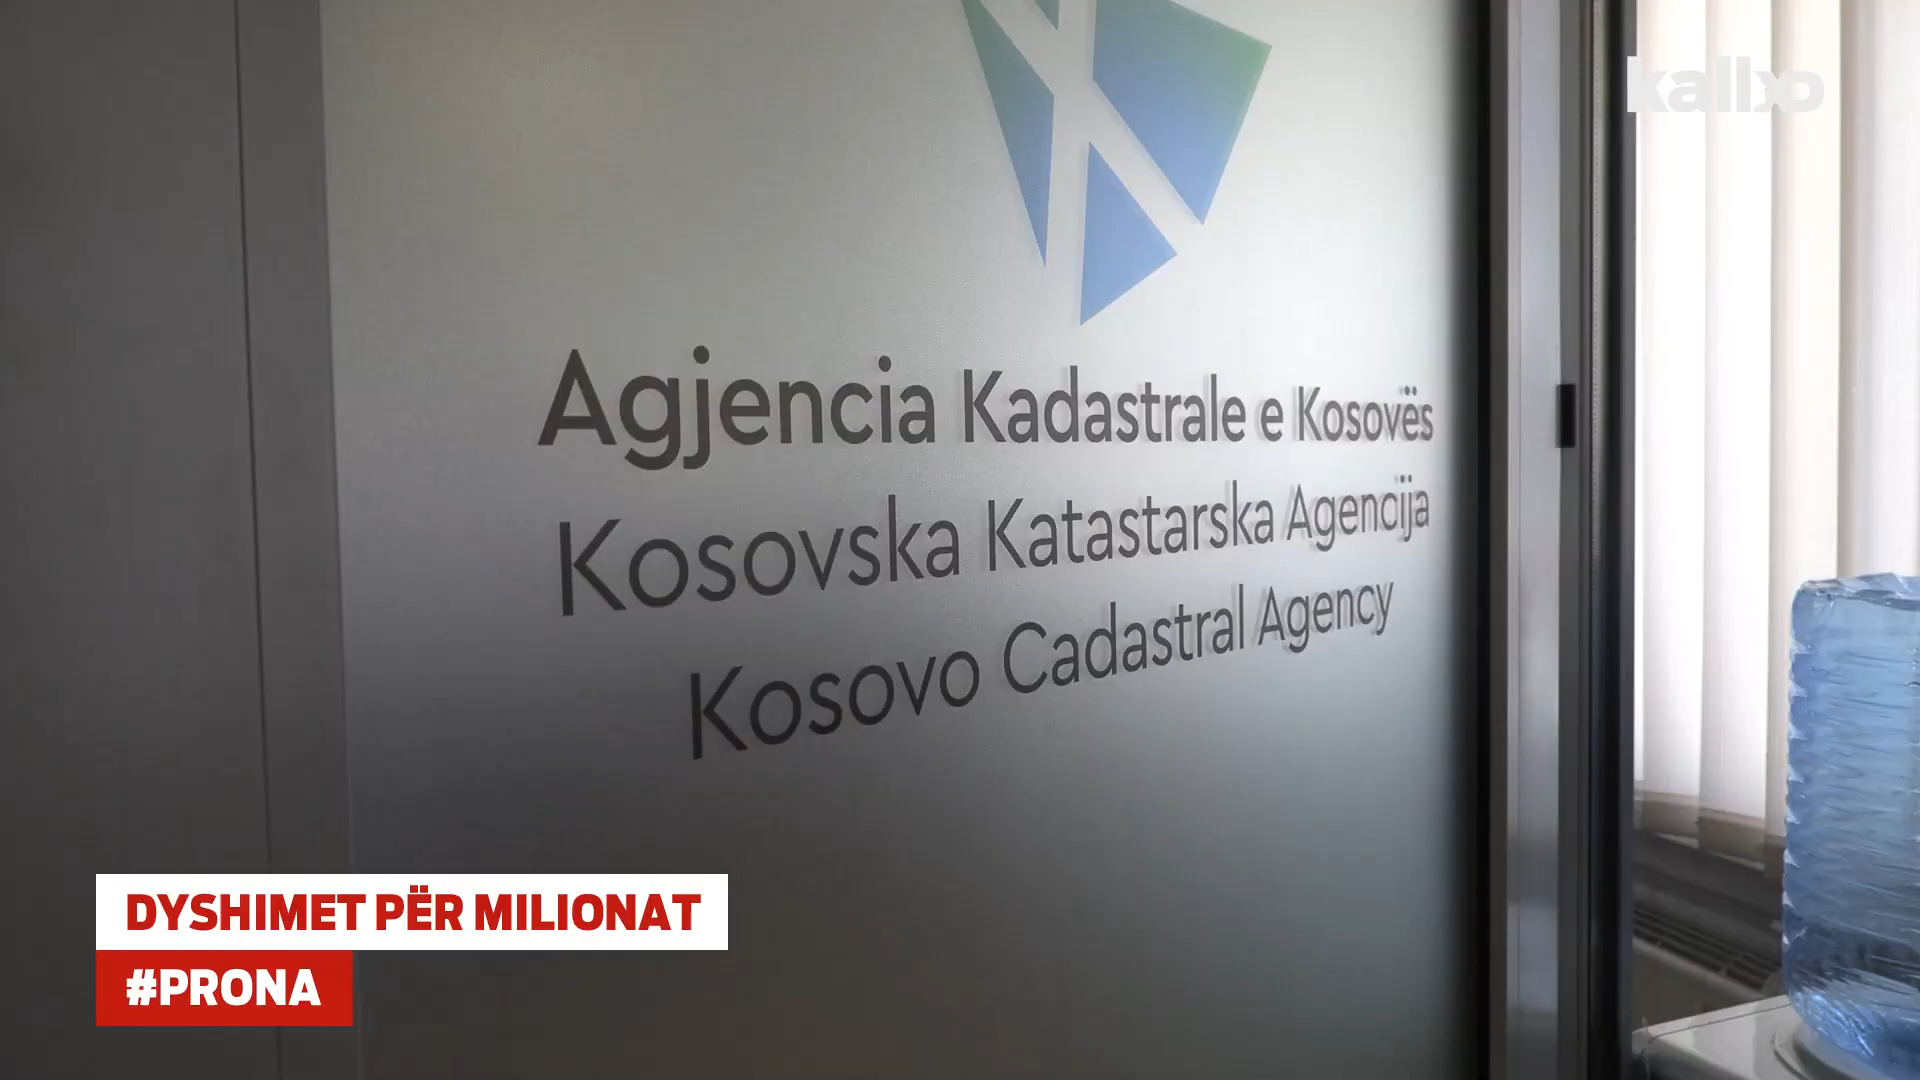 kallxo
Agjencia Kadastrale e Kosovës
Kosovska Katastarska Agencija
Kosovo Cadastral Agency
DYSHIMET PËR MILIONAT
#PRONA